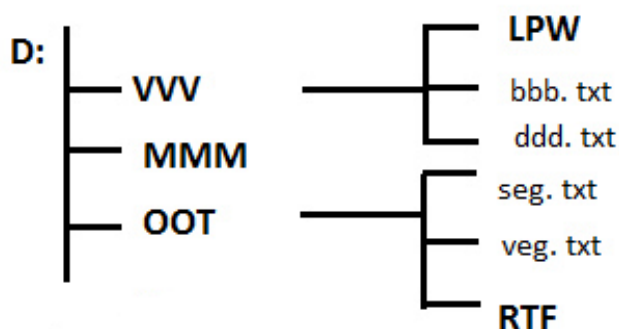 D:
VVV
MMM
OOT
LPW
bbb. txt
ddd. txt
seg. txt
veg. txt
RTF